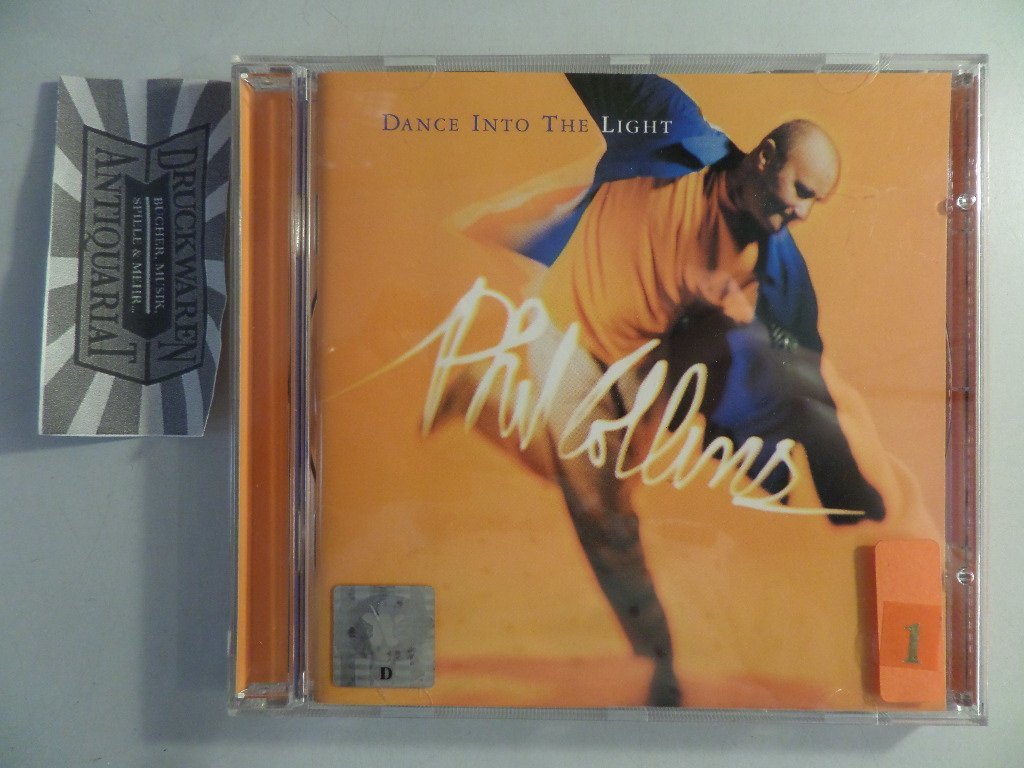 DRUCKWAREN
BÜCHER, MUSIK,
SPIELE & MEHR...
ANTIQUARIAT
DANCE INTO THE LIGHT
Phil Collins
D
1